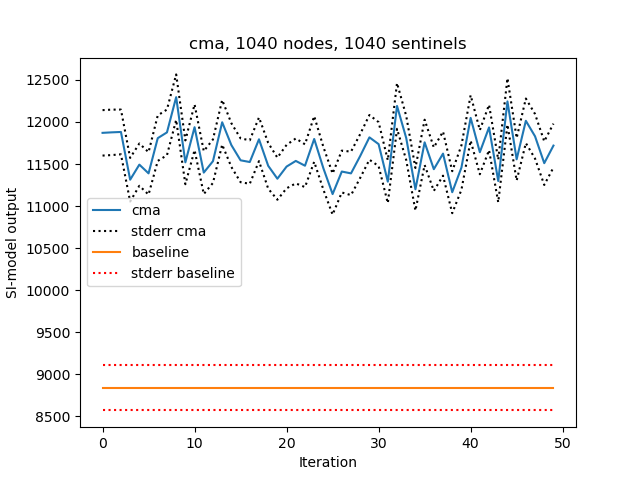 cma, 1040 nodes, 1040 sentinels
SI-model output
12500
12000
11500
11000
10500
10000
9500
9000
8500
cma
stderr cma
baseline
stderr baseline
0 10 20 30 40 50
Iteration